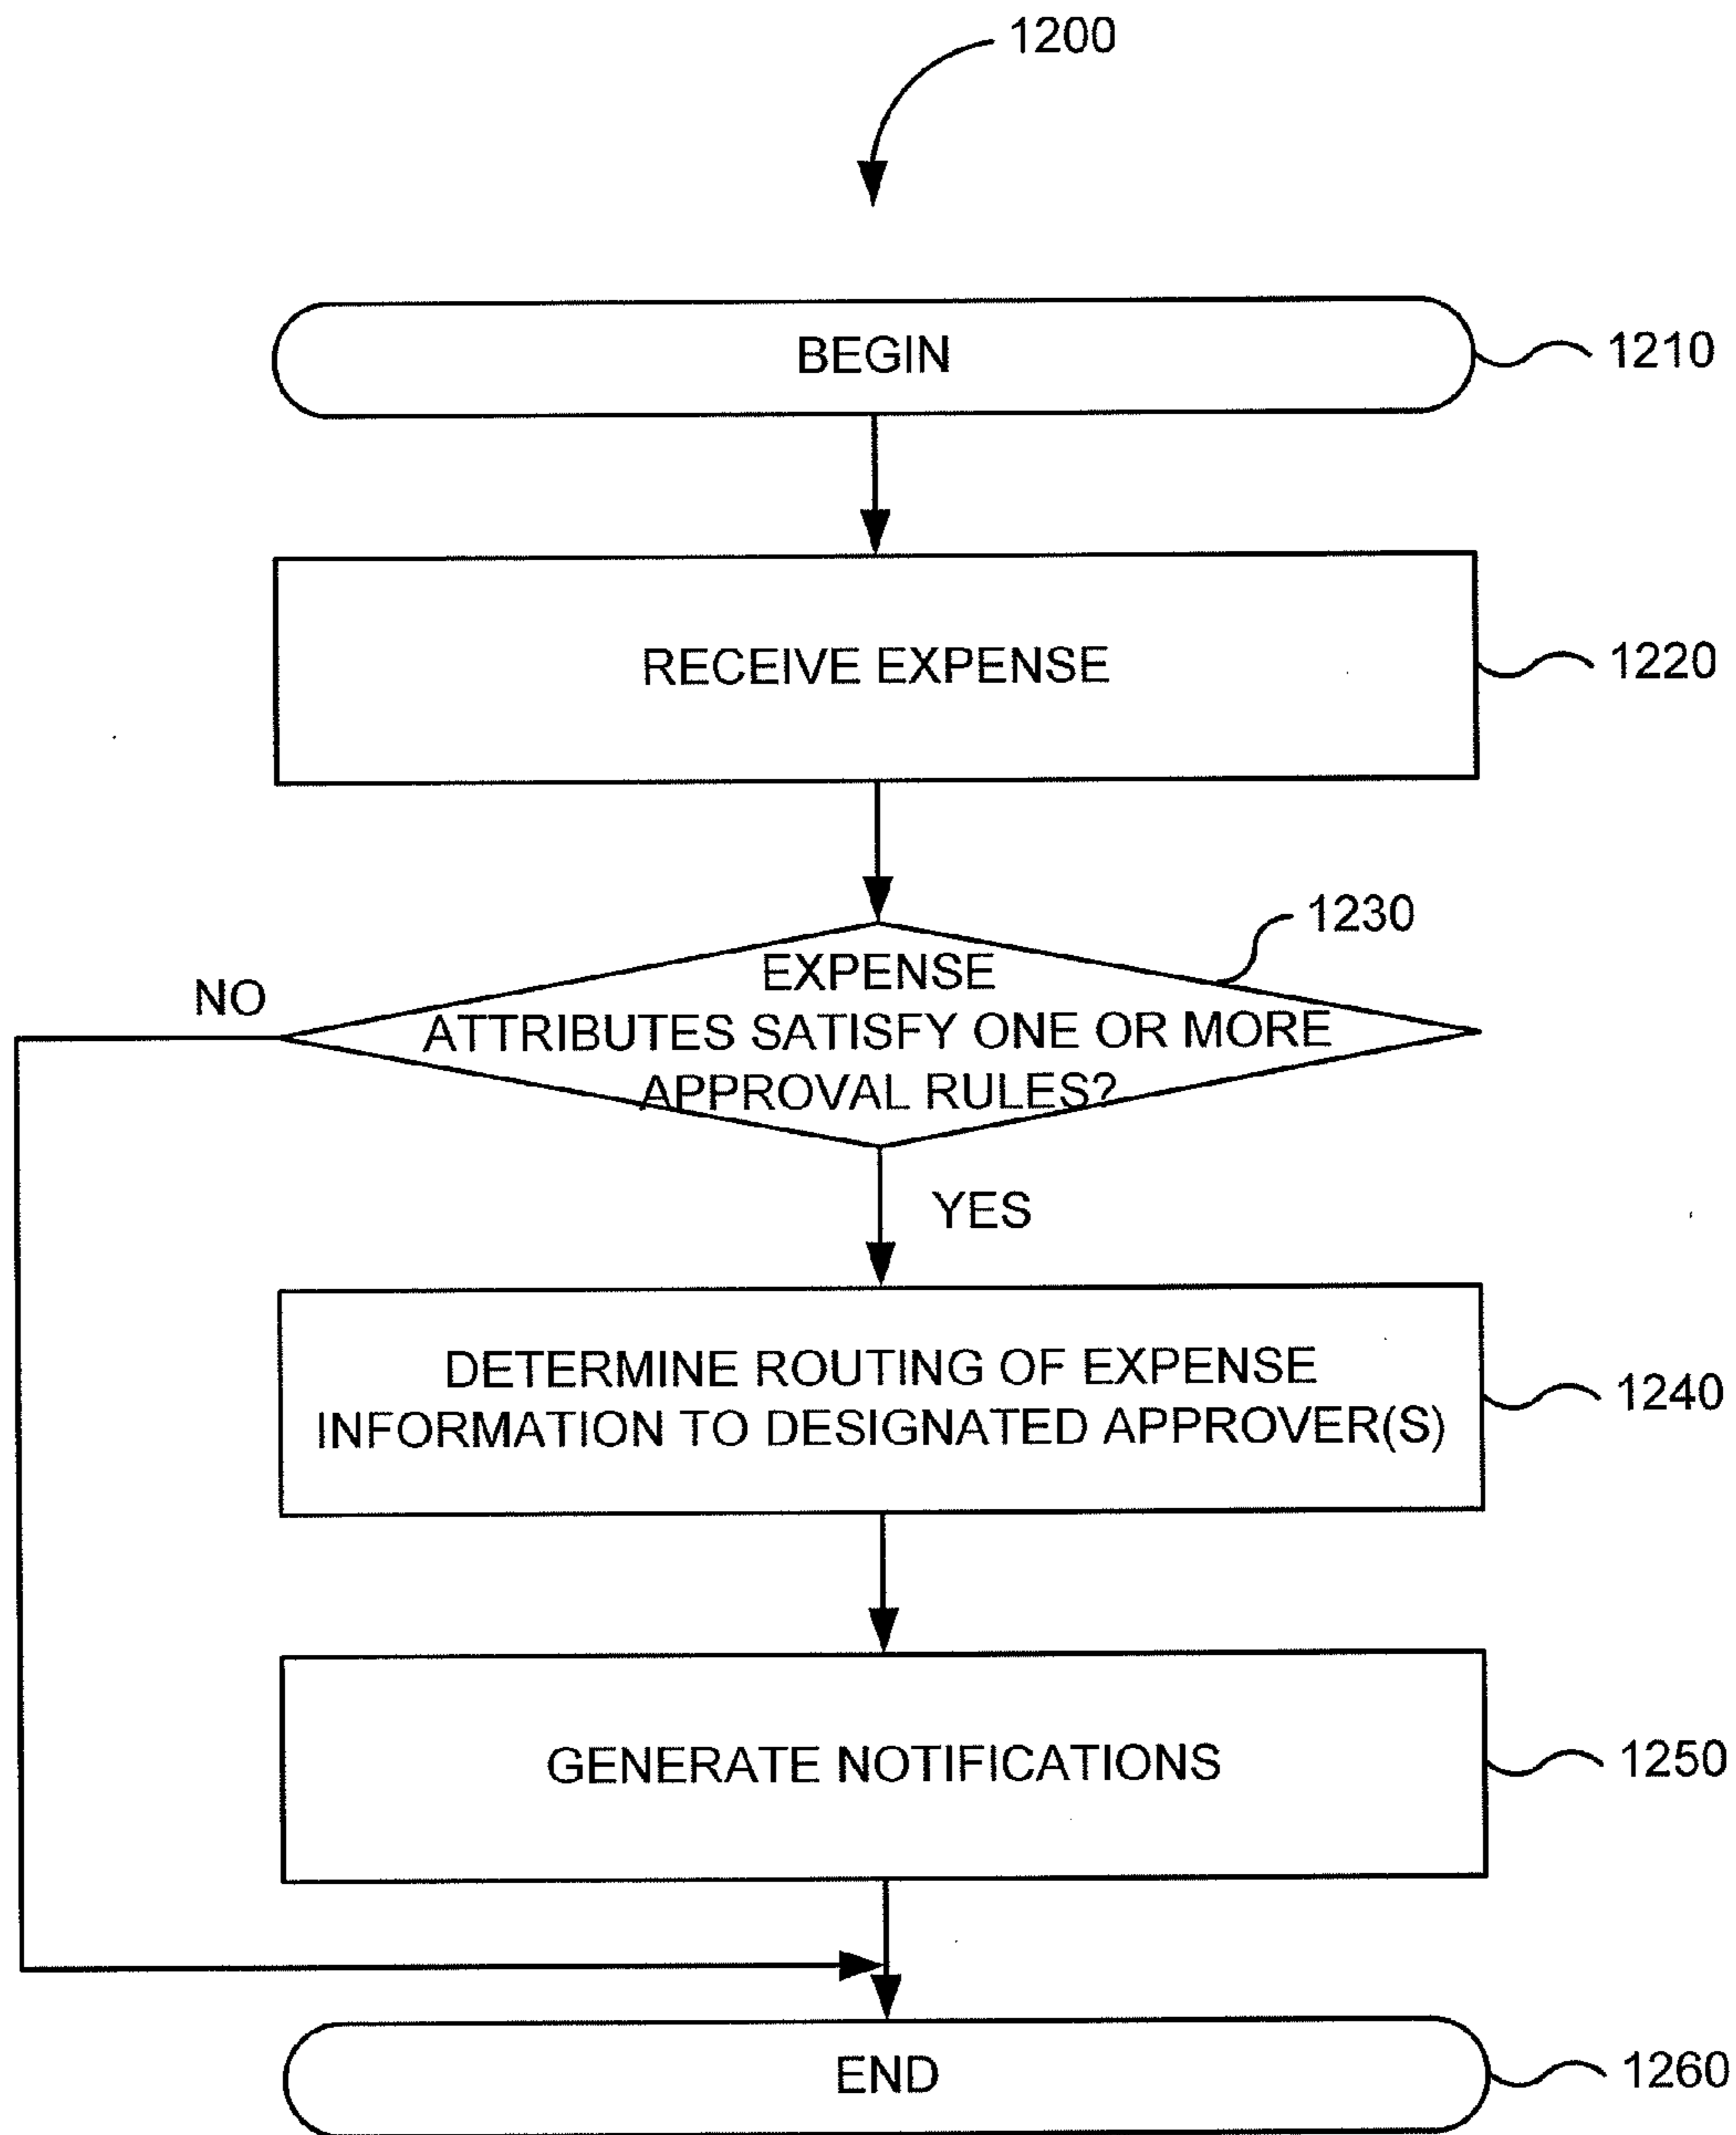 1200
BEGIN
1210
RECEIVE EXPENSE
1220
1230
EXPENSE
ATTRIBUTES SATISFY ONE OR MORE
APPROVAL RULES?
NO
YES
DETERMINE ROUTING OF EXPENSE
INFORMATION TO DESIGNATED APPROVER(S)
1240
GENERATE NOTIFICATIONS
1250
END
1260